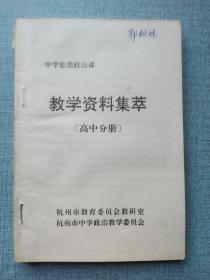 中学思想政治课
教学资料集萃
〔高中分册〕
杭州市教育委员会教研室
杭州市中学政治教学委员会